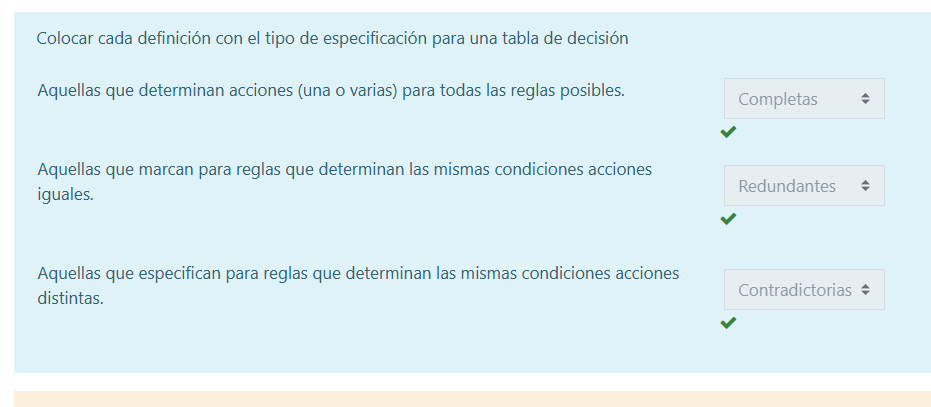 Colocar cada definición con el tipo de especificación para una tabla de decisión
Aquellas que determinan acciones (una o varias) para todas las reglas posibles.
Completas
Aquellas que marcan para reglas que determinan las mismas condiciones acciones
iguales.
Redundantes
Aquellas que especifican para reglas que determinan las mismas condiciones acciones
distintas.
Contradictorias